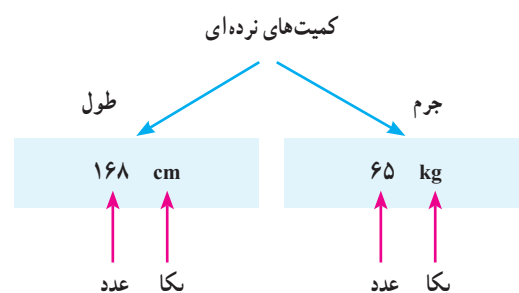 کمیت‌های نرده‌ای
جرم
طول
۶۵ kg
۱۶۸ cm
یکا
عدد
یکا
عدد